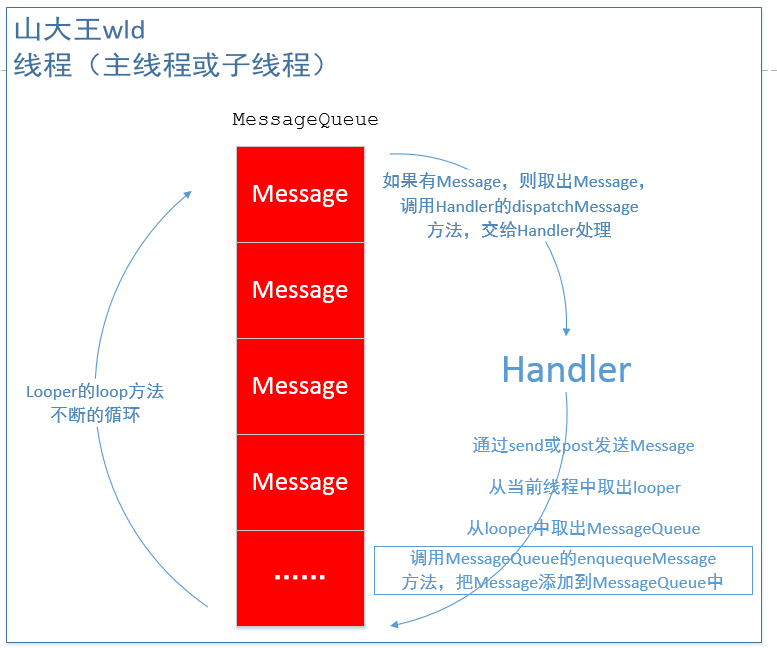 山大王wld
线程（主线程或子线程）
MessageQueue
Message
Message
Message
Message
······
如果有Message，则取出Message，
调用Handler的dispatchMessage
方法，交给Handler处理
Handler
Looper的loop方法
不断的循环
通过send或post发送Message
从当前线程中取出looper
从looper中取出MessageQueue
调用MessageQueue的enquequeMessage
方法，把Message添加到MessageQueue中